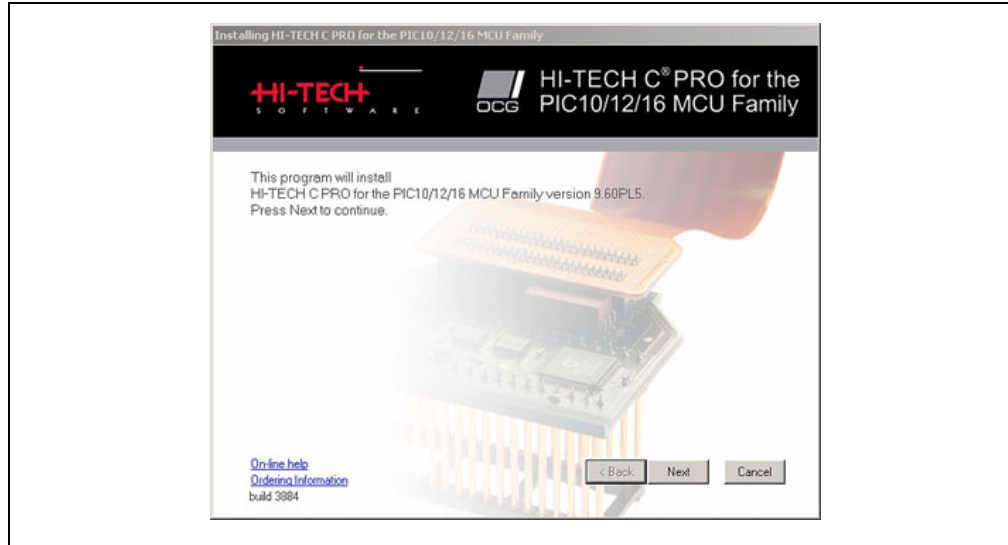 Installing HI-TECH C PRO for the PIC10/12/16 MCU Family
HI-TECH
SOFTWARE
OCG
HI-TECH C® PRO for the
PIC10/12/16 MCU Family
This program will install
HI-TECH C PRO for the PIC10/12/16 MCU Family version 9.60PL5.
Press Next to continue.
On-line help
Ordering Information
build 3884
< Back
Next
Cancel